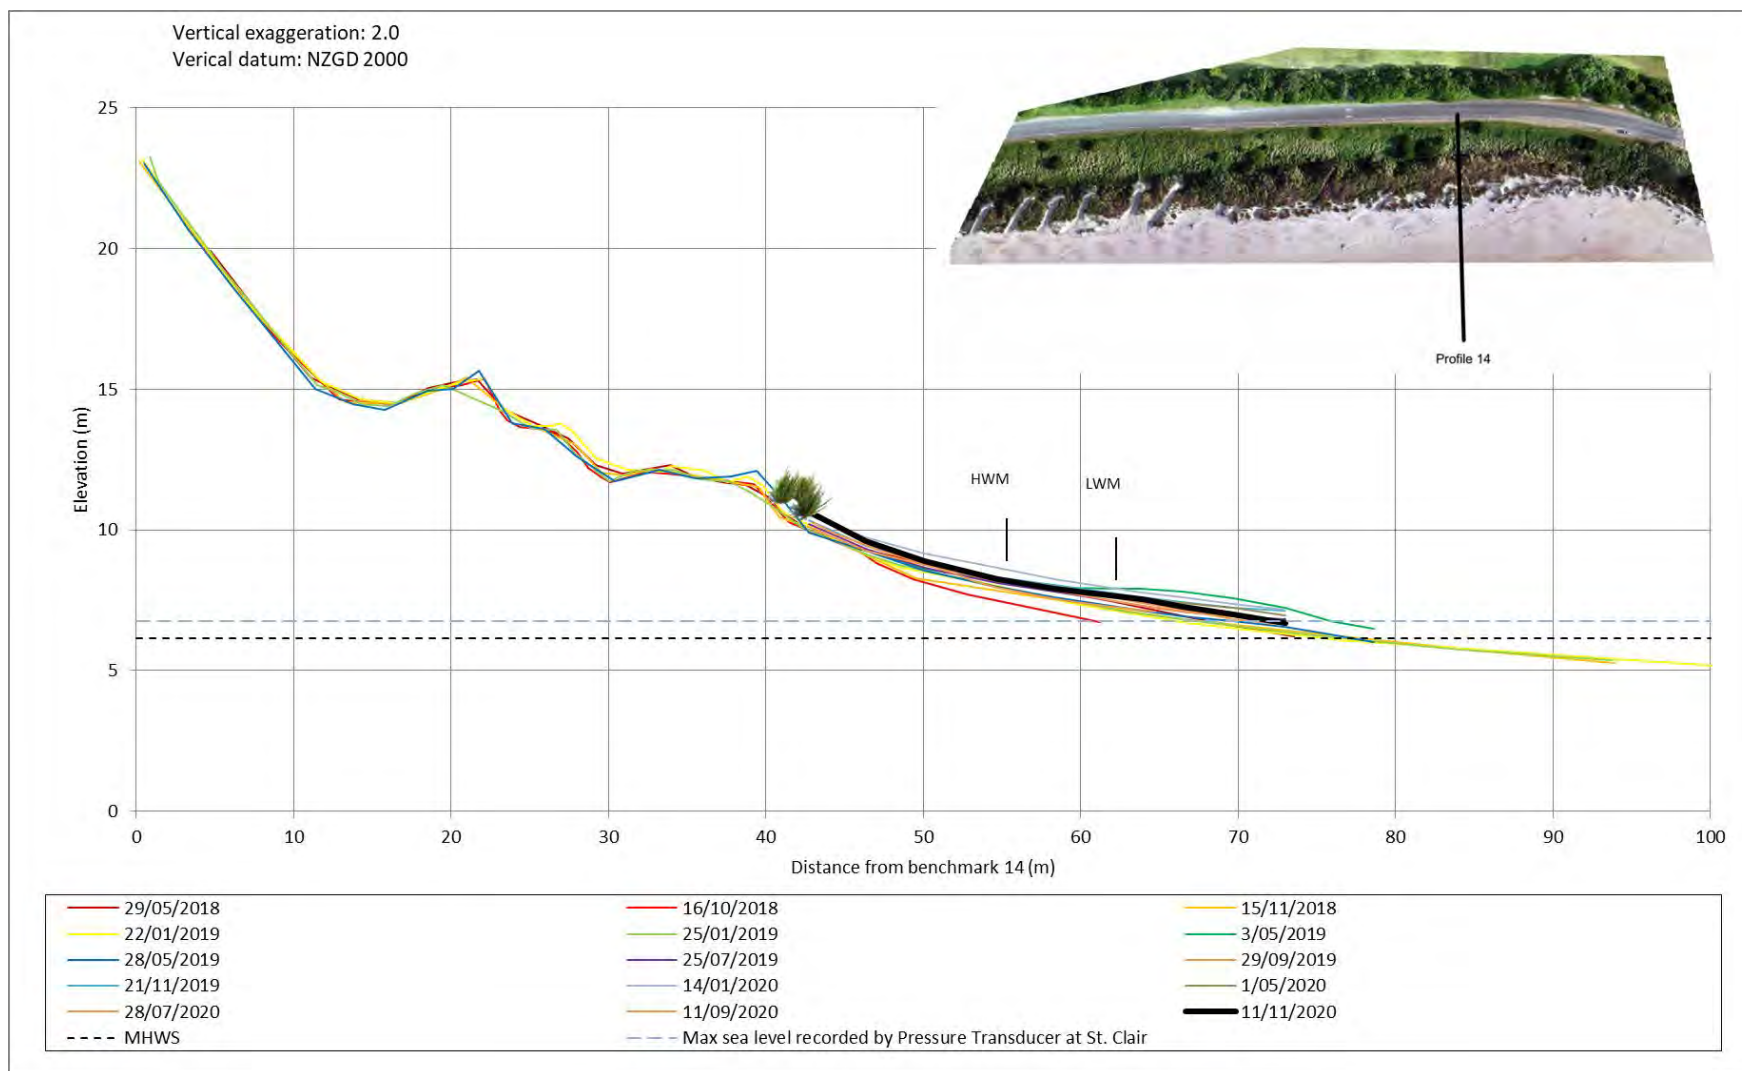 Vertical exaggeration: 2.0
Verical datum: NZGD 2000
25
20
15
10
5
0
Elevation (m)
HWM
LWM
Profile 14
0 10 20 30 40 50 60 70 80 90 100
Distance from benchmark 14 (m)
29/05/2018 16/10/2018 15/11/2018
22/01/2019 25/01/2019 3/05/2019
28/05/2019 25/07/2019 29/09/2019
21/11/2019 14/01/2020 1/05/2020
28/07/2020 11/09/2020 11/11/2020
MHWS Max sea level recorded by Pressure Transducer at St. Clair